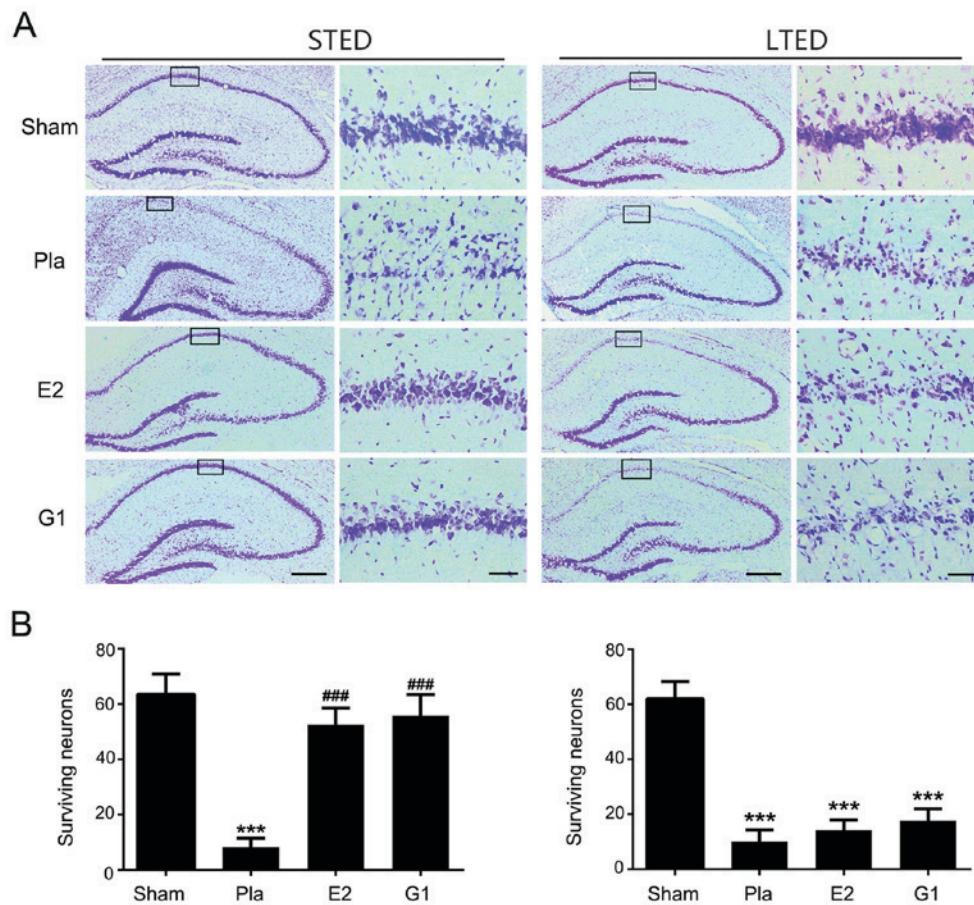 A
STED LTED
Sham
Pla
E2
G1
B
80
60
40
20
0
Surviving neurons
***
###
###
Sham Pla E2 G1
80
60
40
20
0
Surviving neurons
***
***
***
Sham Pla E2 G1